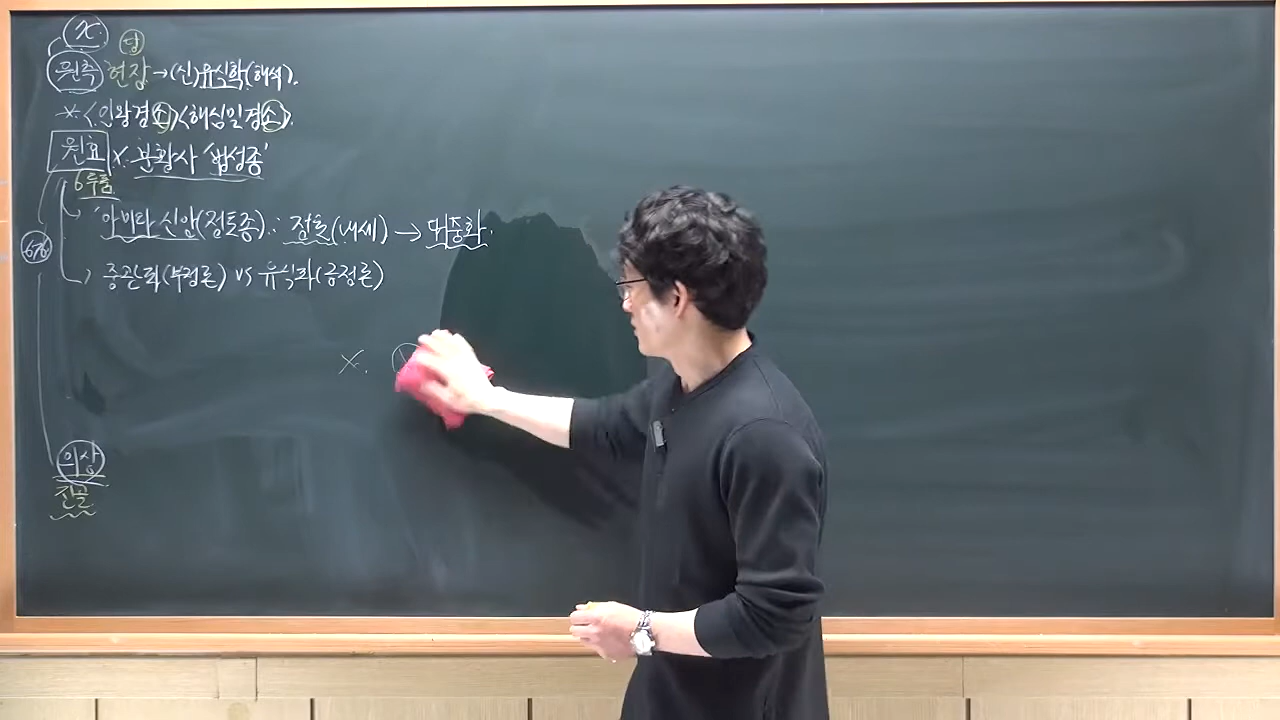 당
원측 현장→(신)유식학(해석).
*<인왕경소><해심밀경소>.
원효 X. 분황사 '법성종'
6두품
'아미타 신앙(정토종)∴ 정토(내세) → 대중화.
676
중관파(부정론) vs 유식파(긍정론)
X.
의상
진골